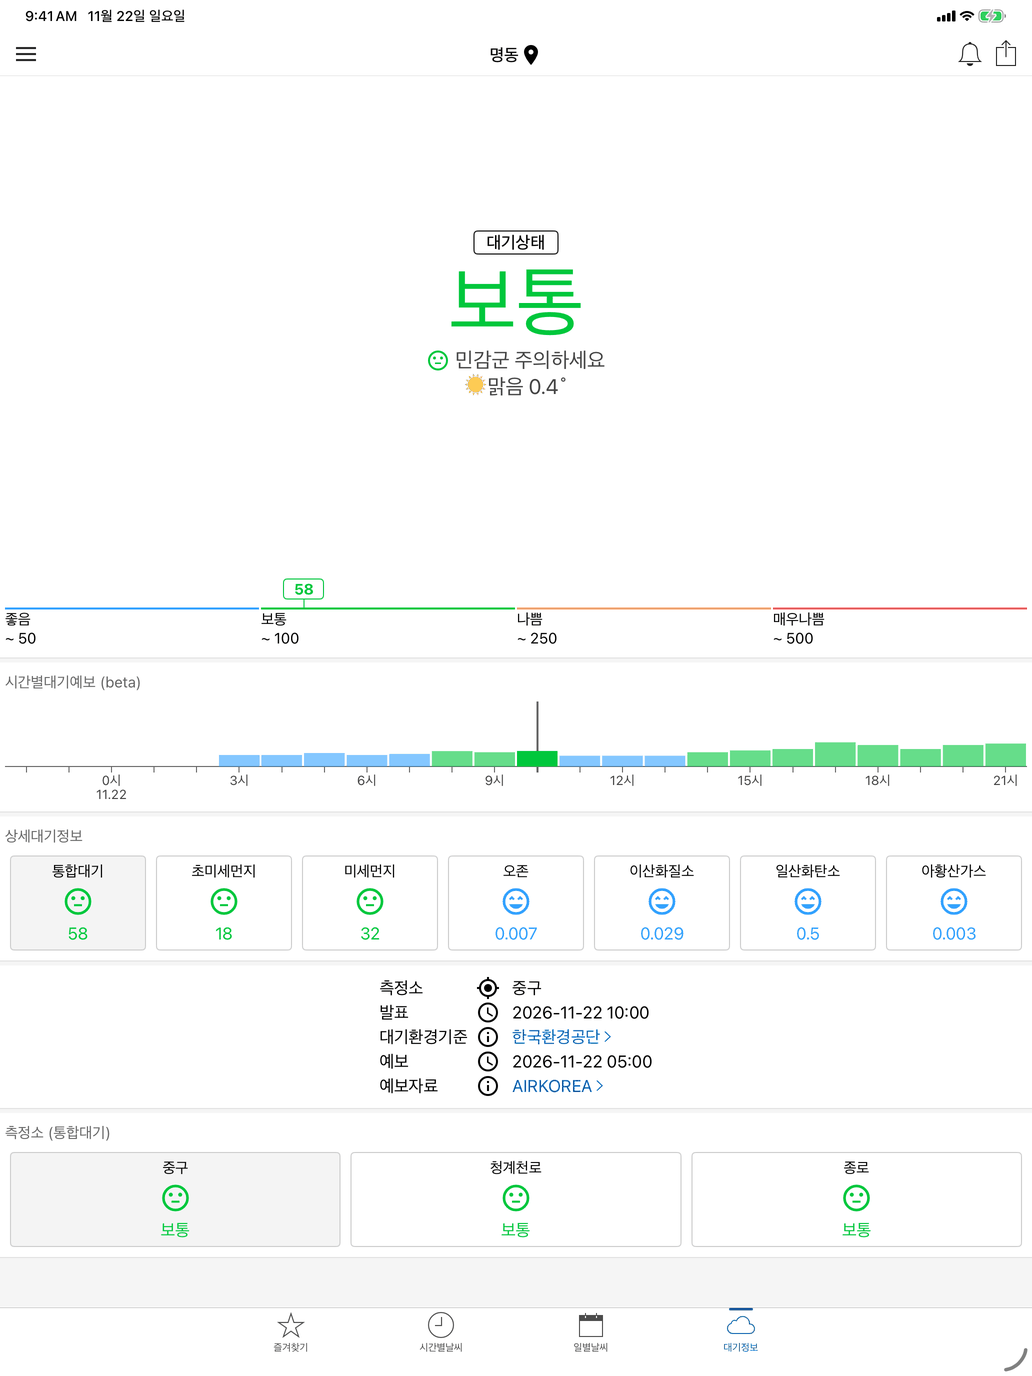 9:41 AM 11월 22일 일요일
명동
대기상태
보통
민감군 주의하세요
맑음 0.4˚
58
좋음 보통 나쁨 매우나쁨
~ 50 ~ 100 ~ 250 ~ 500
시간별대기예보 (beta)
0시 3시 6시 9시 12시 15시 18시 21시
11.22
상세대기정보
통합대기 초미세먼지 미세먼지 오존 이산화질소 일산화탄소 아황산가스
58 18 32 0.007 0.029 0.5 0.003
측정소 중구
발표 2026-11-22 10:00
대기환경기준 한국환경공단 >
예보 2026-11-22 05:00
예보자료 AIRKOREA >
측정소 (통합대기)
중구 청계천로 종로
보통 보통 보통
즐겨찾기 시간별날씨 일별날씨 대기정보